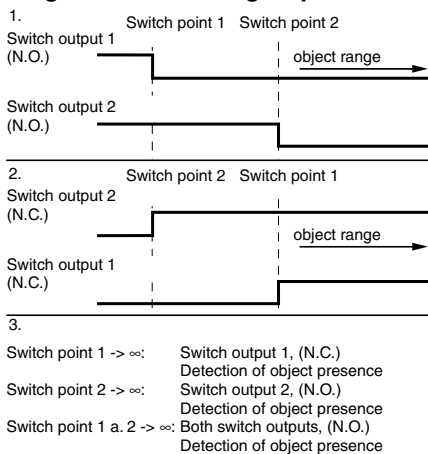 1.
Switch point 1 Switch point 2
Switch output 1
(N.O.)
object range
Switch output 2
(N.O.)
2.
Switch point 2 Switch point 1
Switch output 2
(N.C.)
object range
Switch output 1
(N.C.)
3.
Switch point 1 -> ∞: Switch output 1, (N.C.)
Detection of object presence
Switch point 2 -> ∞: Switch output 2, (N.O.)
Detection of object presence
Switch point 1 a. 2 -> ∞: Both switch outputs, (N.O.)
Detection of object presence